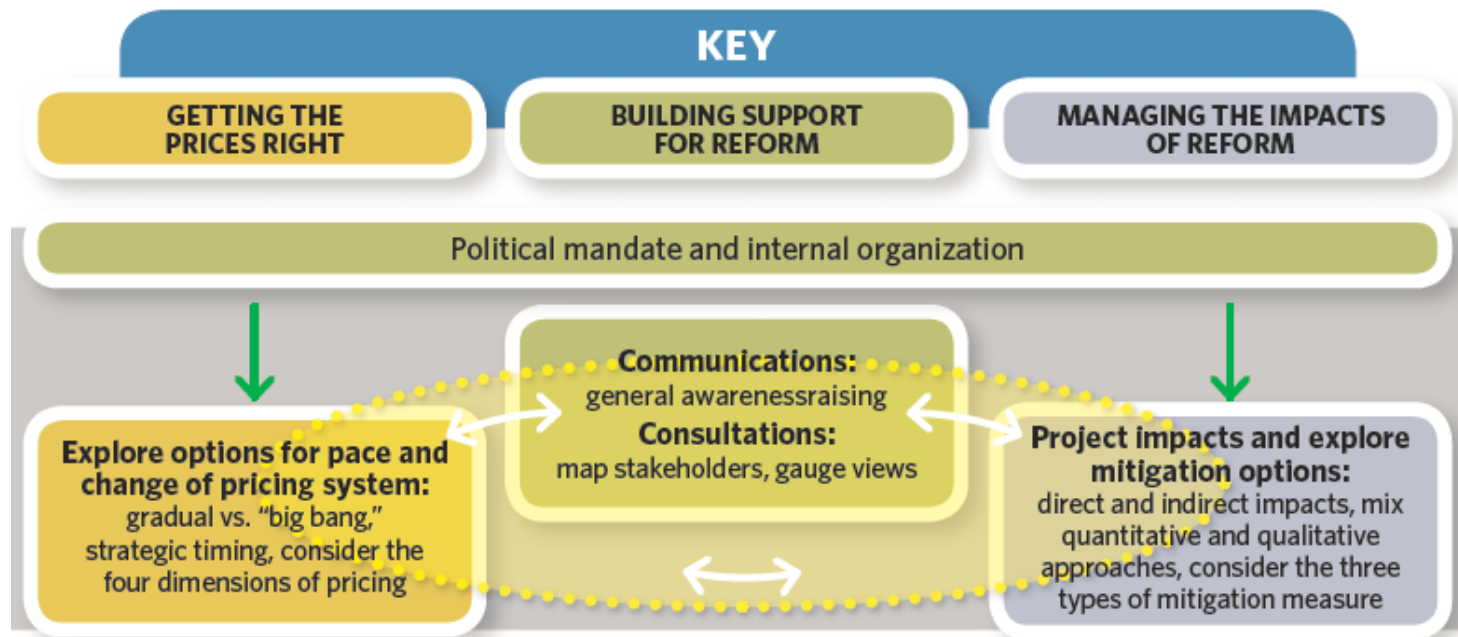 KEY
GETTING THE
PRICES RIGHT
BUILDING SUPPORT
FOR REFORM
MANAGING THE IMPACTS
OF REFORM
Political mandate and internal organization
Communications:
general awarenessraising
Consultations:
map stakeholders, gauge views
Explore options for pace and
change of pricing system:
gradual vs. “big bang,”
strategic timing, consider the
four dimensions of pricing
Project impacts and explore
mitigation options:
direct and indirect impacts, mix
quantitative and qualitative
approaches, consider the three
types of mitigation measure